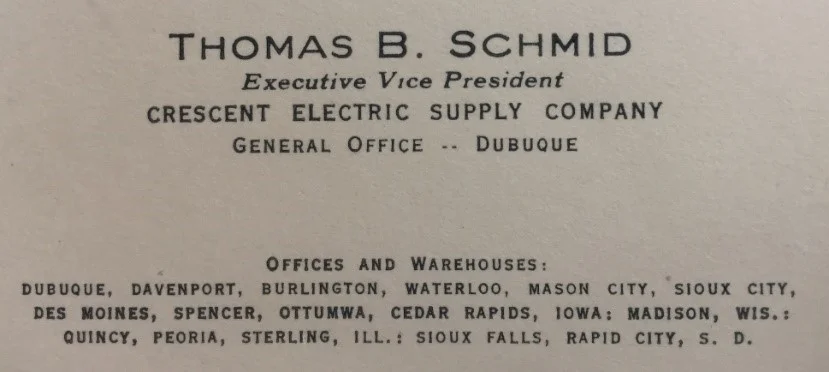 THOMAS B. SCHMID
Executive Vice President
CRESCENT ELECTRIC SUPPLY COMPANY
GENERAL OFFICE -- DUBUQUE
OFFICES AND WAREHOUSES:
DUBUQUE, DAVENPORT, BURLINGTON, WATERLOO, MASON CITY, SIOUX CITY,
DES MOINES, SPENCER, OTTUMWA, CEDAR RAPIDS, IOWA: MADISON, WIS.:
QUINCY, PEORIA, STERLING, ILL.: SIOUX FALLS, RAPID CITY, S. D.